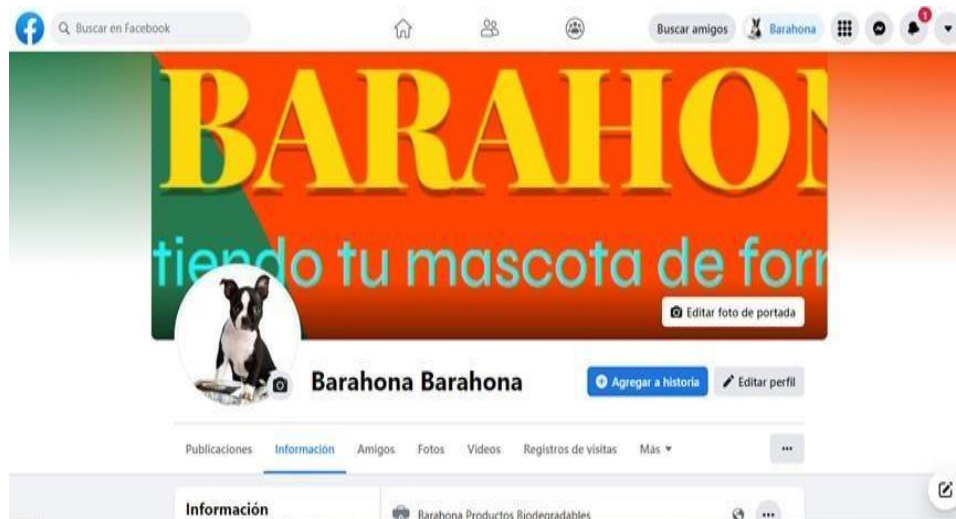 Buscar en Facebook
Buscar amigos
Barahona
1
BARAHON
tiendo tu mascota de forr
Editar foto de portada
Barahona Barahona
Agregar a historia
Editar perfil
Publicaciones Información Amigos Fotos Videos Registros de visitas Más
Información
Barahona Productos Biodegradables